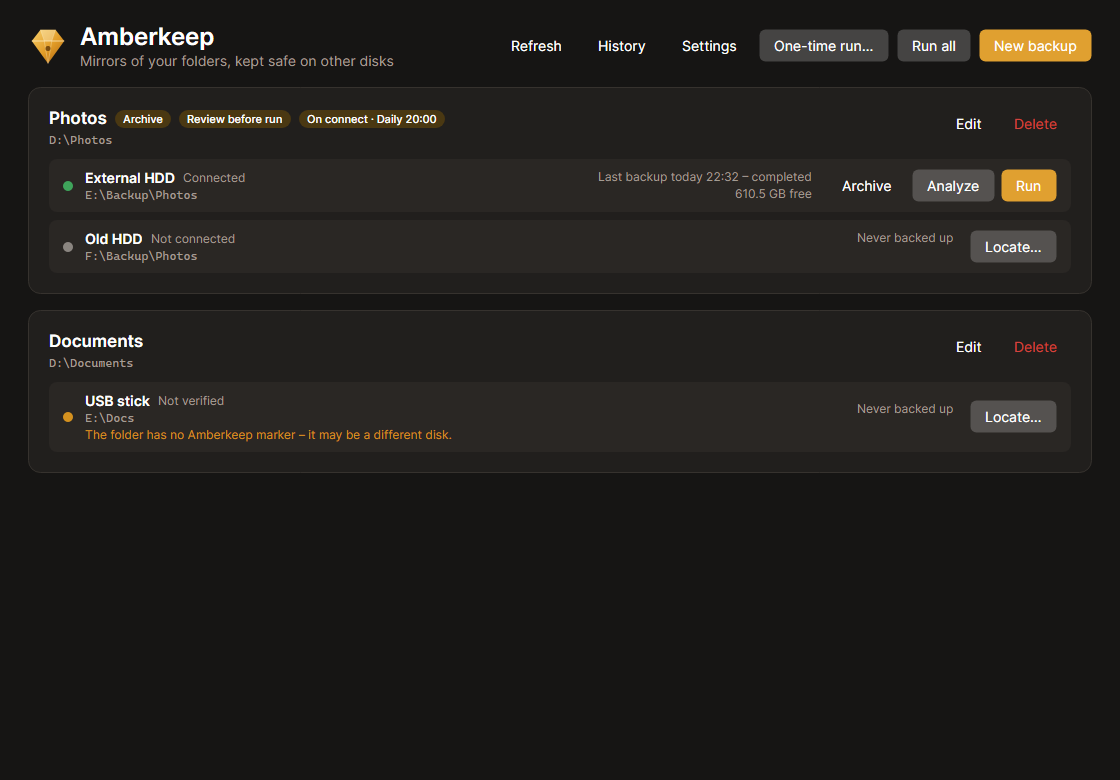 Amberkeep
Mirrors of your folders, kept safe on other disks
Refresh History Settings One-time run... Run all New backup
Photos Archive Review before run On connect · Daily 20:00
D:\Photos
Edit Delete
External HDD Connected
E:\Backup\Photos
Last backup today 22:32 – completed
610.5 GB free
Archive Analyze Run
Old HDD Not connected
F:\Backup\Photos
Never backed up
Locate...
Documents
D:\Documents
Edit Delete
USB stick Not verified
E:\Docs
The folder has no Amberkeep marker – it may be a different disk.
Never backed up
Locate...